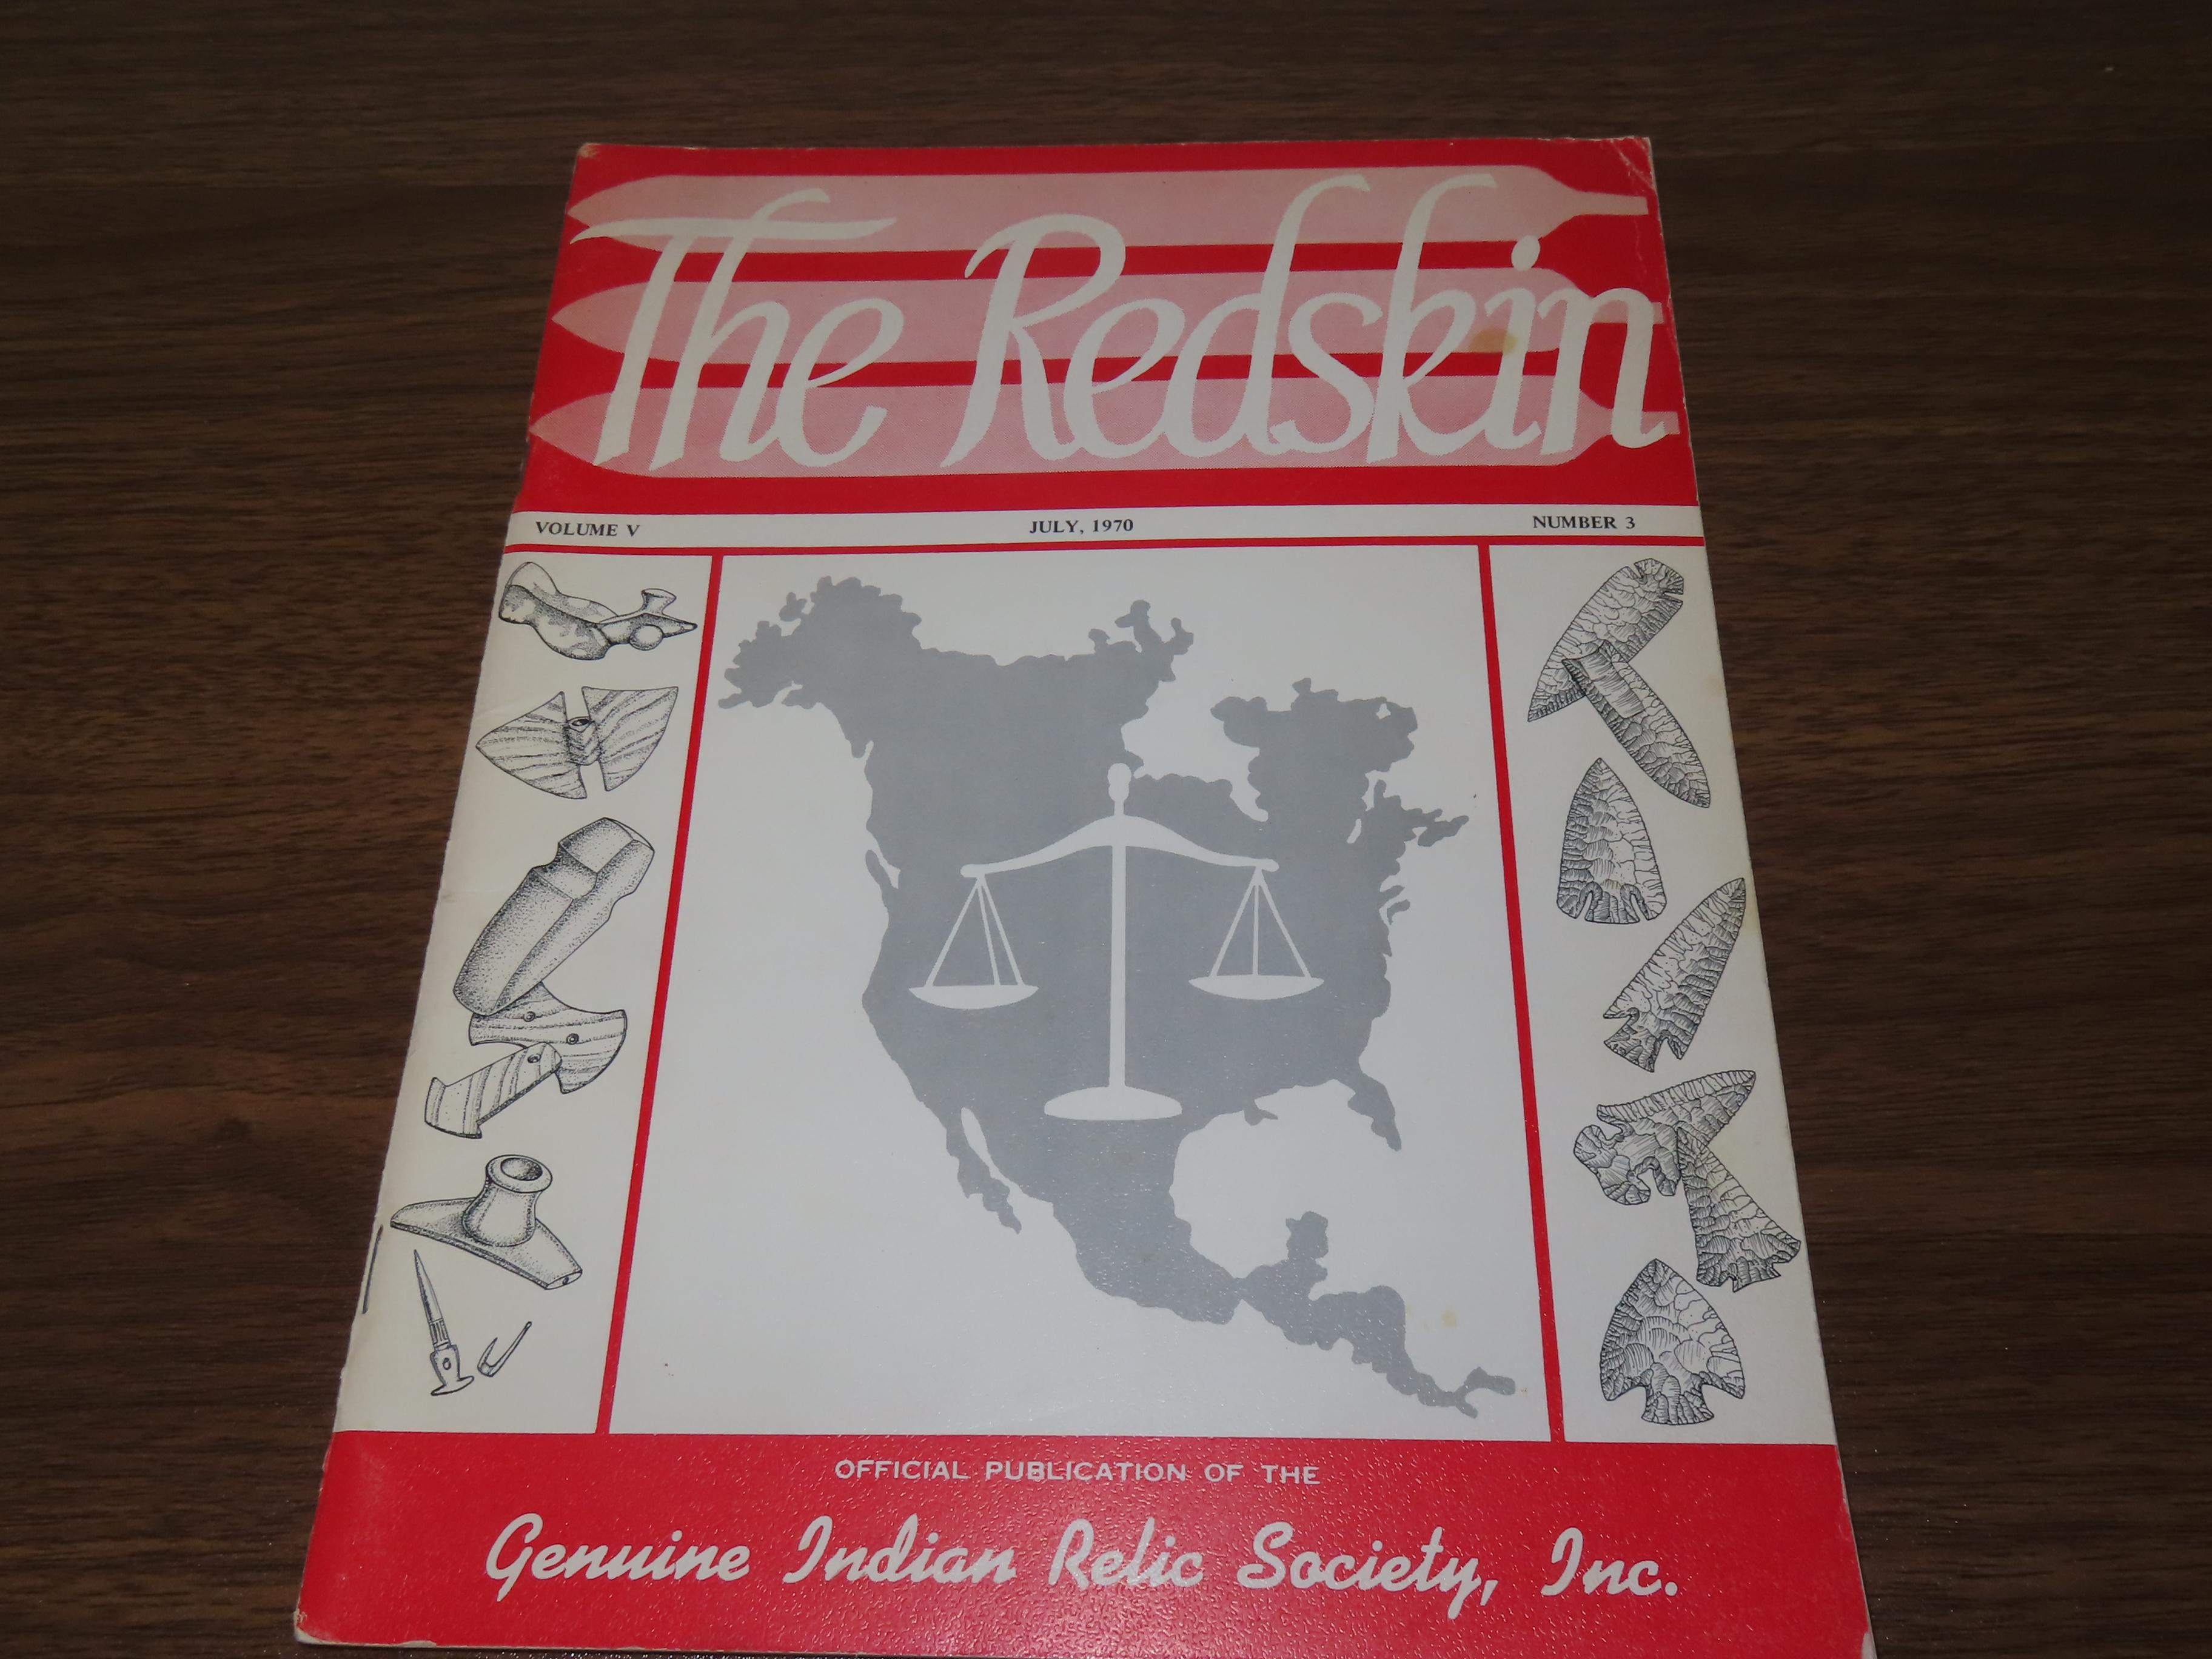 The Redskin
VOLUME V JULY, 1970 NUMBER 3
OFFICIAL PUBLICATION OF THE
Genuine Indian Relic Society, Inc.